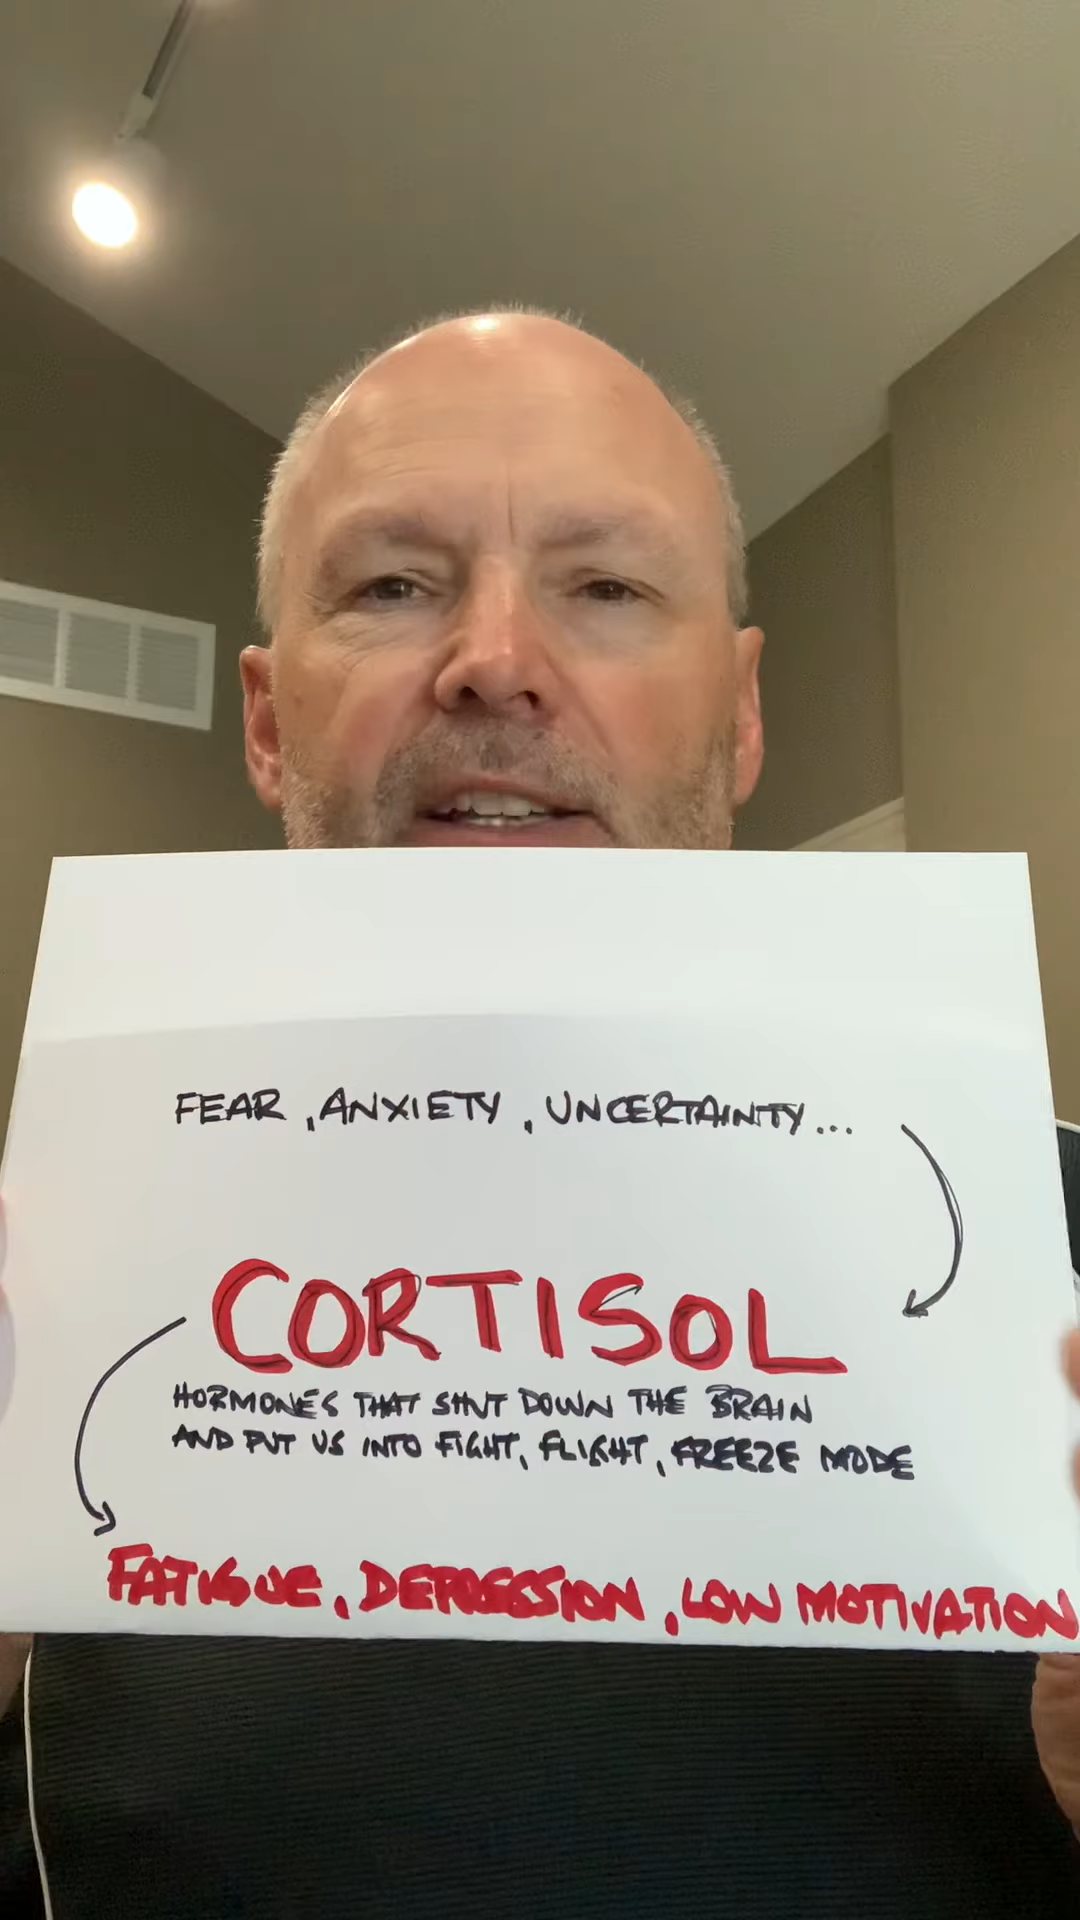 FEAR, ANXIETY, UNCERTAINTY...
CORTISOL
HORMONES THAT SHUT DOWN THE BRAIN
AND PUT US INTO FIGHT, FLIGHT, FREEZE MODE
FATIGUE, DEPRESSION, LOW MOTIVATION